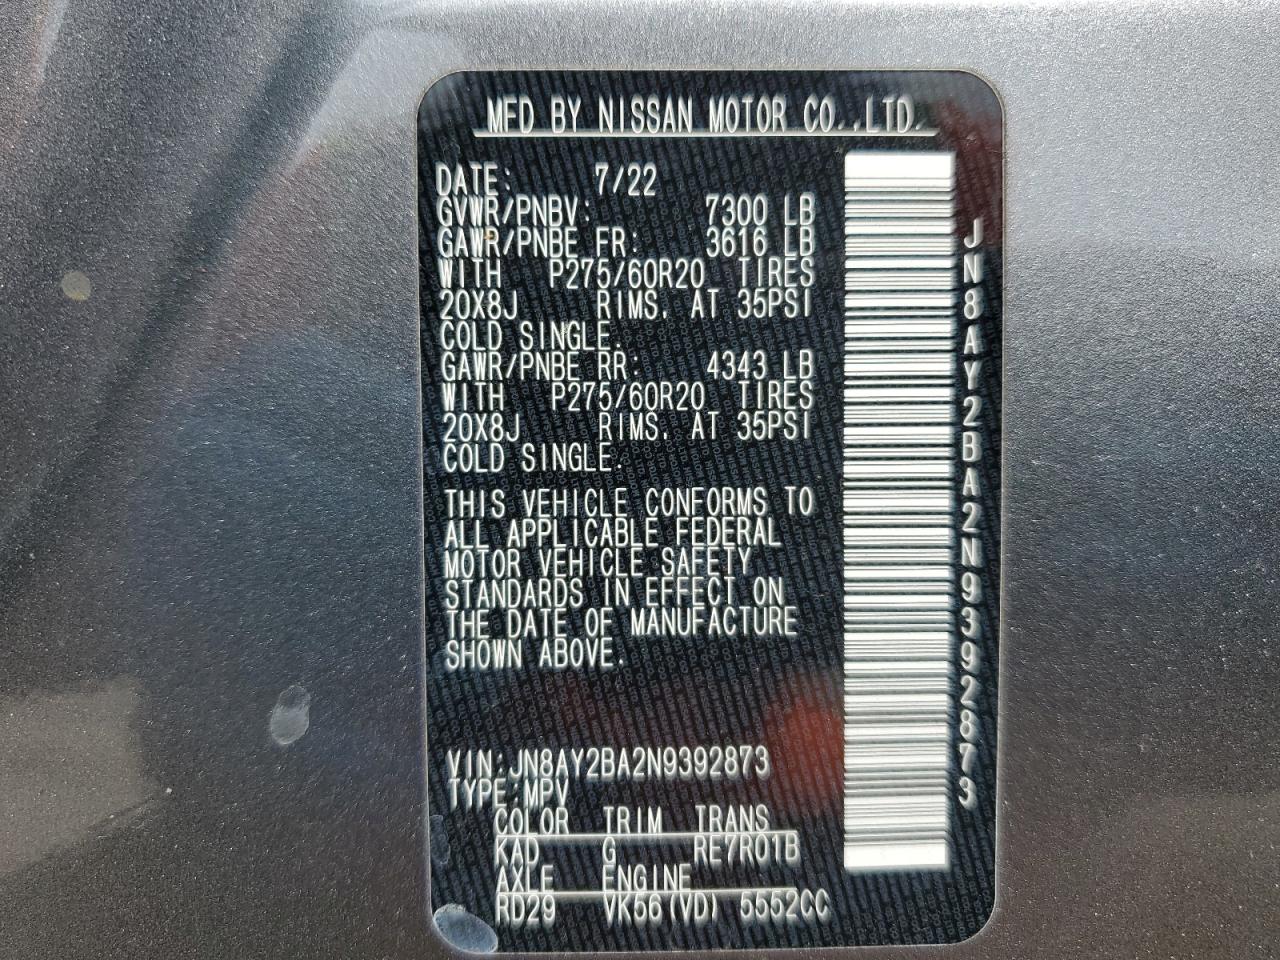 MFD BY NISSAN MOTOR CO.,LTD.
DATE: 7/22
GVWR/PNBV: 7300 LB
GAWR/PNBE FR: 3616 LB
WITH P275/60R20 TIRES
20X8J RIMS. AT 35PSI
COLD SINGLE.
GAWR/PNBE RR: 4343 LB
WITH P275/60R20 TIRES
20X8J RIMS. AT 35PSI
COLD SINGLE.
THIS VEHICLE CONFORMS TO
ALL APPLICABLE FEDERAL
MOTOR VEHICLE SAFETY
STANDARDS IN EFFECT ON
THE DATE OF MANUFACTURE
SHOWN ABOVE.
VIN:JN8AY2BA2N9392873
TYPE:MPV
COLOR TRIM TRANS
KAD G RE7R01B
AXLE ENGINE
RD29 VK56(VD) 5552CC
JN8AY2BA2N9392873